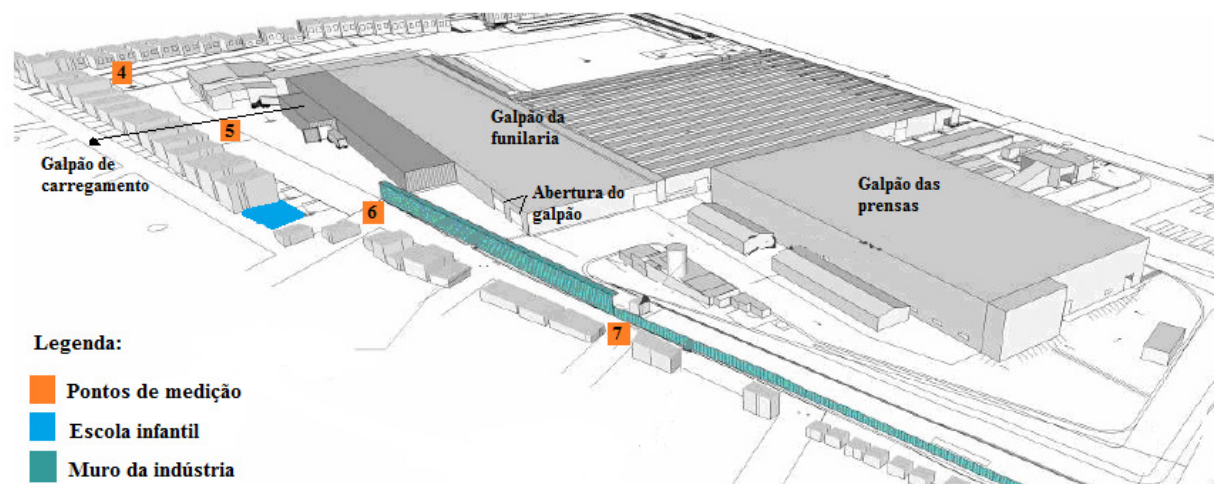 4
Galpão da
funilaria
5
Galpão de
carregamento
Abertura do
galpão
Galpão das
prensas
6
7
Legenda:
Pontos de medição
Escola infantil
Muro da indústria